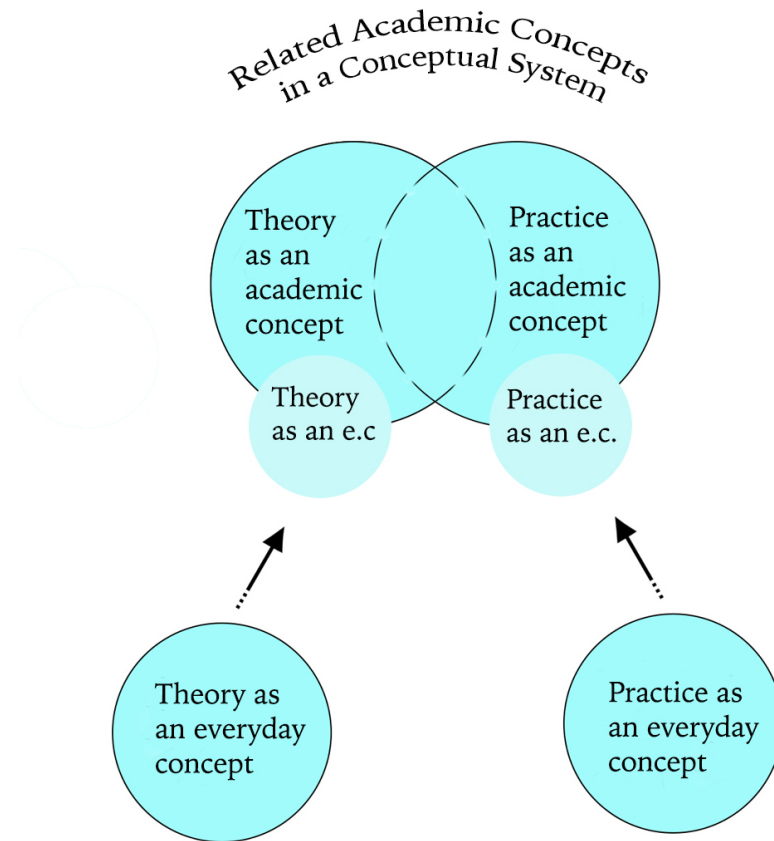 Related Academic Concepts
in a Conceptual System
Theory
as an
academic
concept
Practice
as an
academic
concept
Theory
as an e.c
Practice
as an e.c.
Theory as
an everyday
concept
Practice as
an everyday
concept